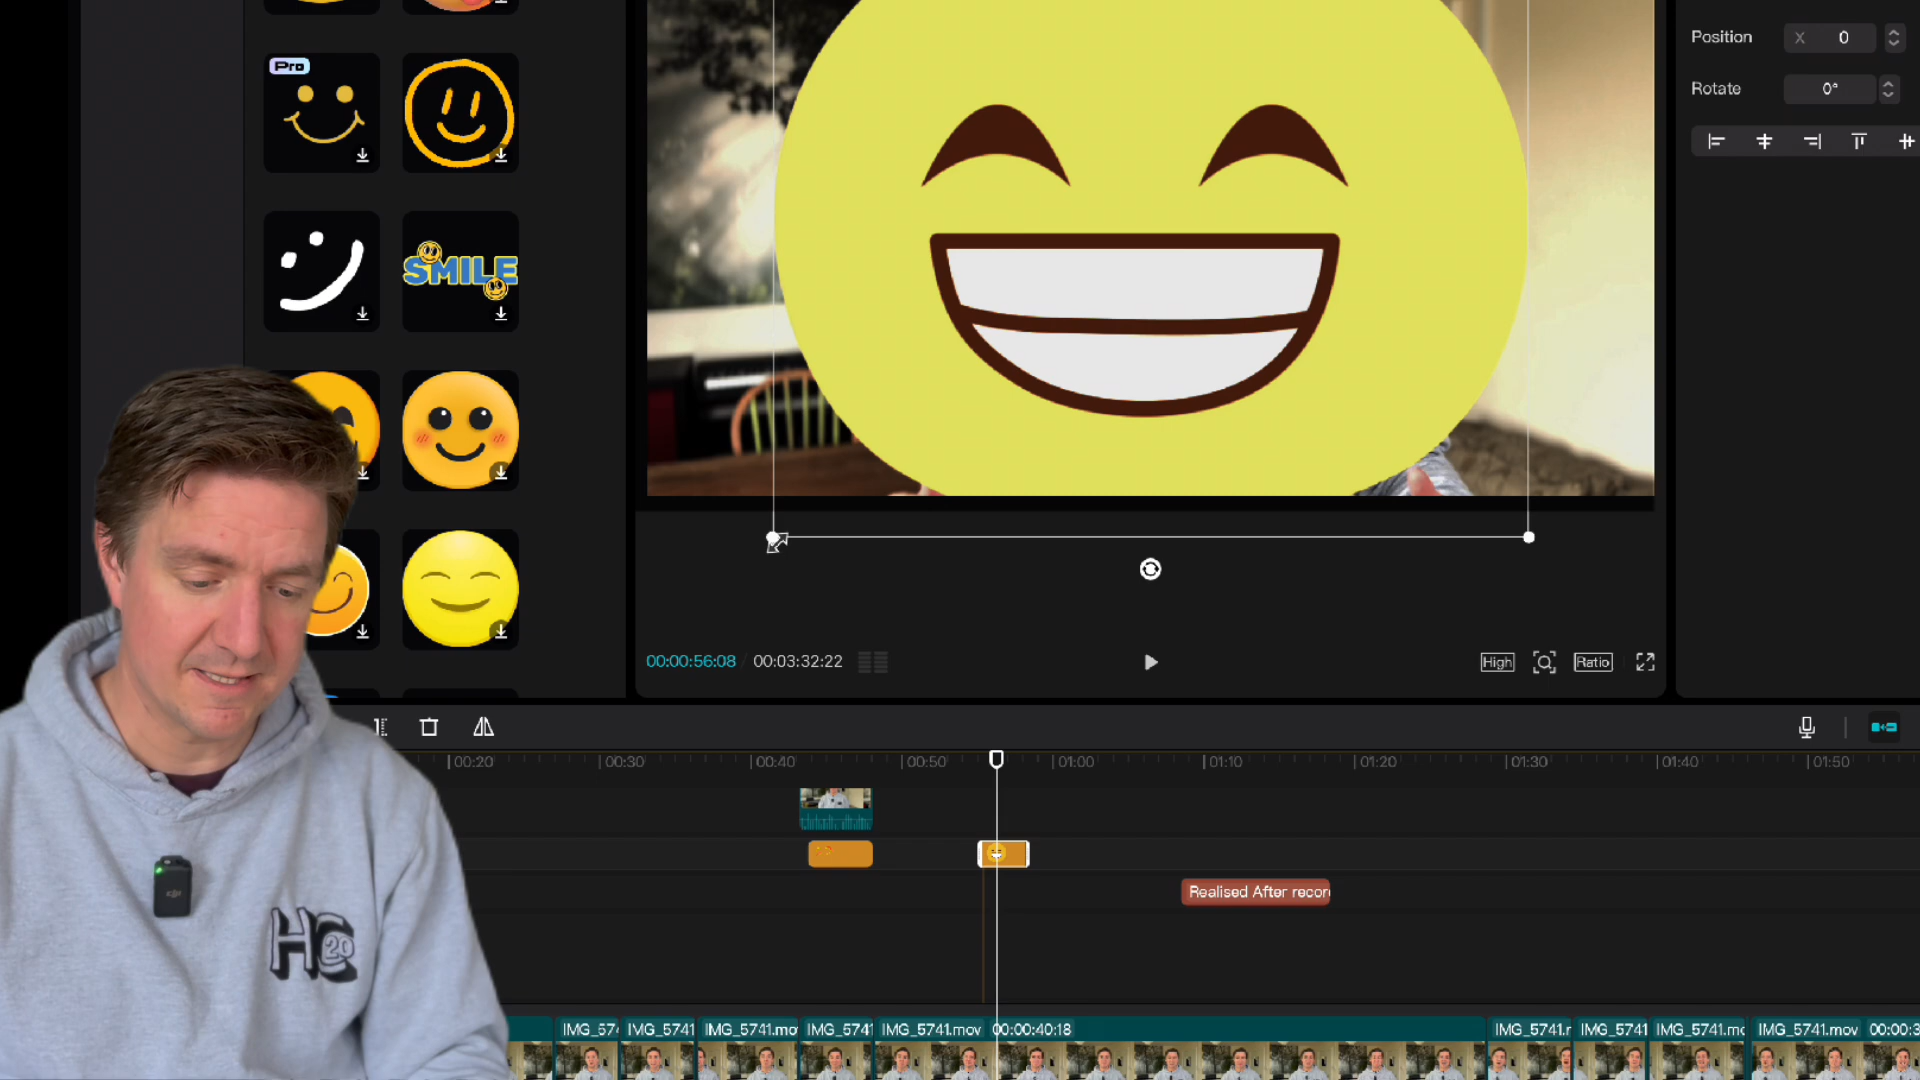 Position X 0
Rotate 0°
Pro
SMILE
00:00:56:08 / 00:03:32:22
High
Ratio
00:20 00:30 00:40 00:50 01:00 01:10 01:20 01:30 01:40 01:50
Realised After recor
HC
20
dji
IMG_574 IMG_5741 IMG_5741.mo IMG_5741 IMG_5741.mov 00:00:40:18 IMG_5741.r IMG_5741 IMG_5741.mo IMG_5741.mov 00:00:3